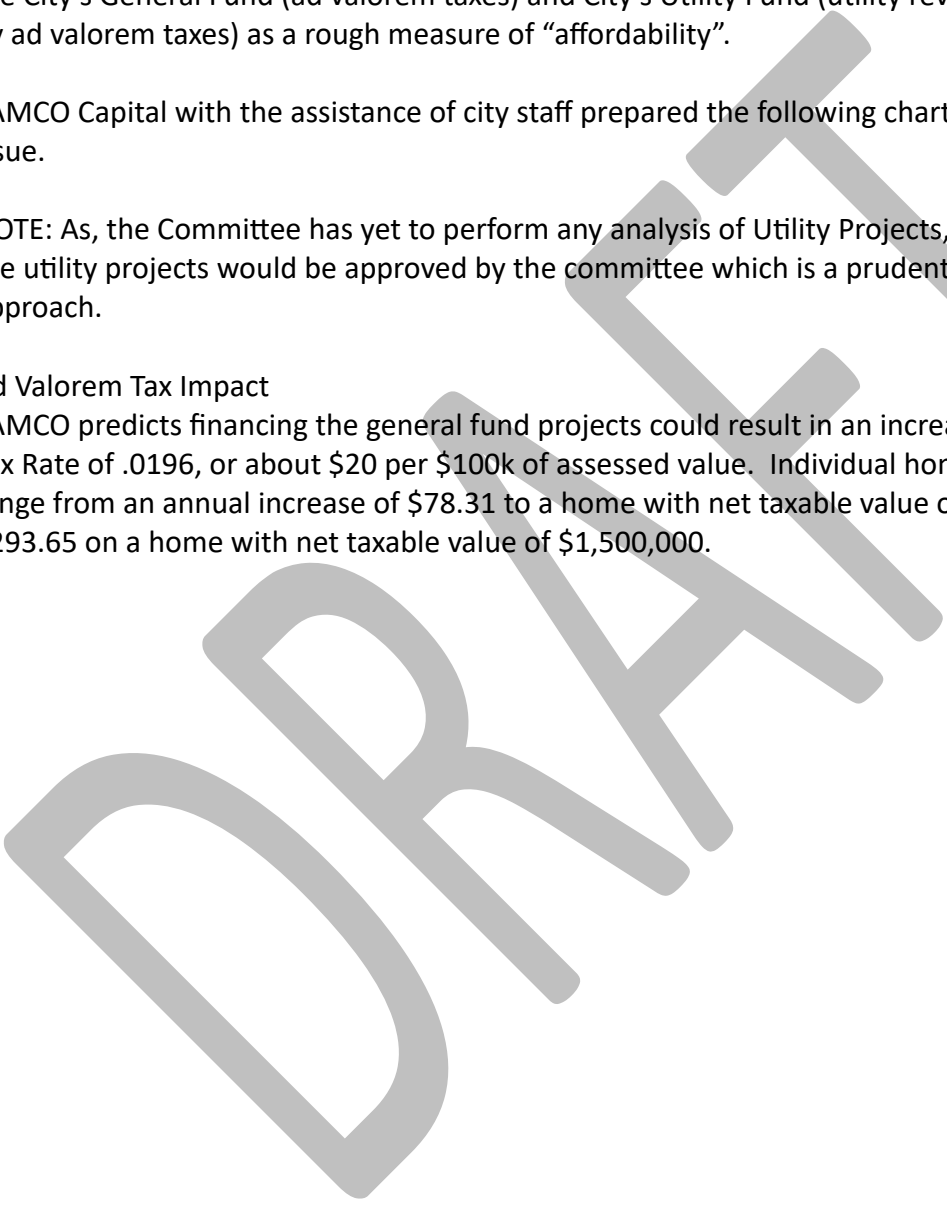 e City's General Fund (ad valorem taxes) and City's Utility Fund (utility rev
y ad valorem taxes) as a rough measure of “affordability”.
AMCO Capital with the assistance of city staff prepared the following chart
sue.
OTE: As, the Committee has yet to perform any analysis of Utility Projects,
e utility projects would be approved by the committee which is a prudent
pproach.
d Valorem Tax Impact
AMCO predicts financing the general fund projects could result in an increa
x Rate of .0196, or about $20 per $100k of assessed value.  Individual hom
nge from an annual increase of $78.31 to a home with net taxable value o
293.65 on a home with net taxable value of $1,500,000.
DRAFT